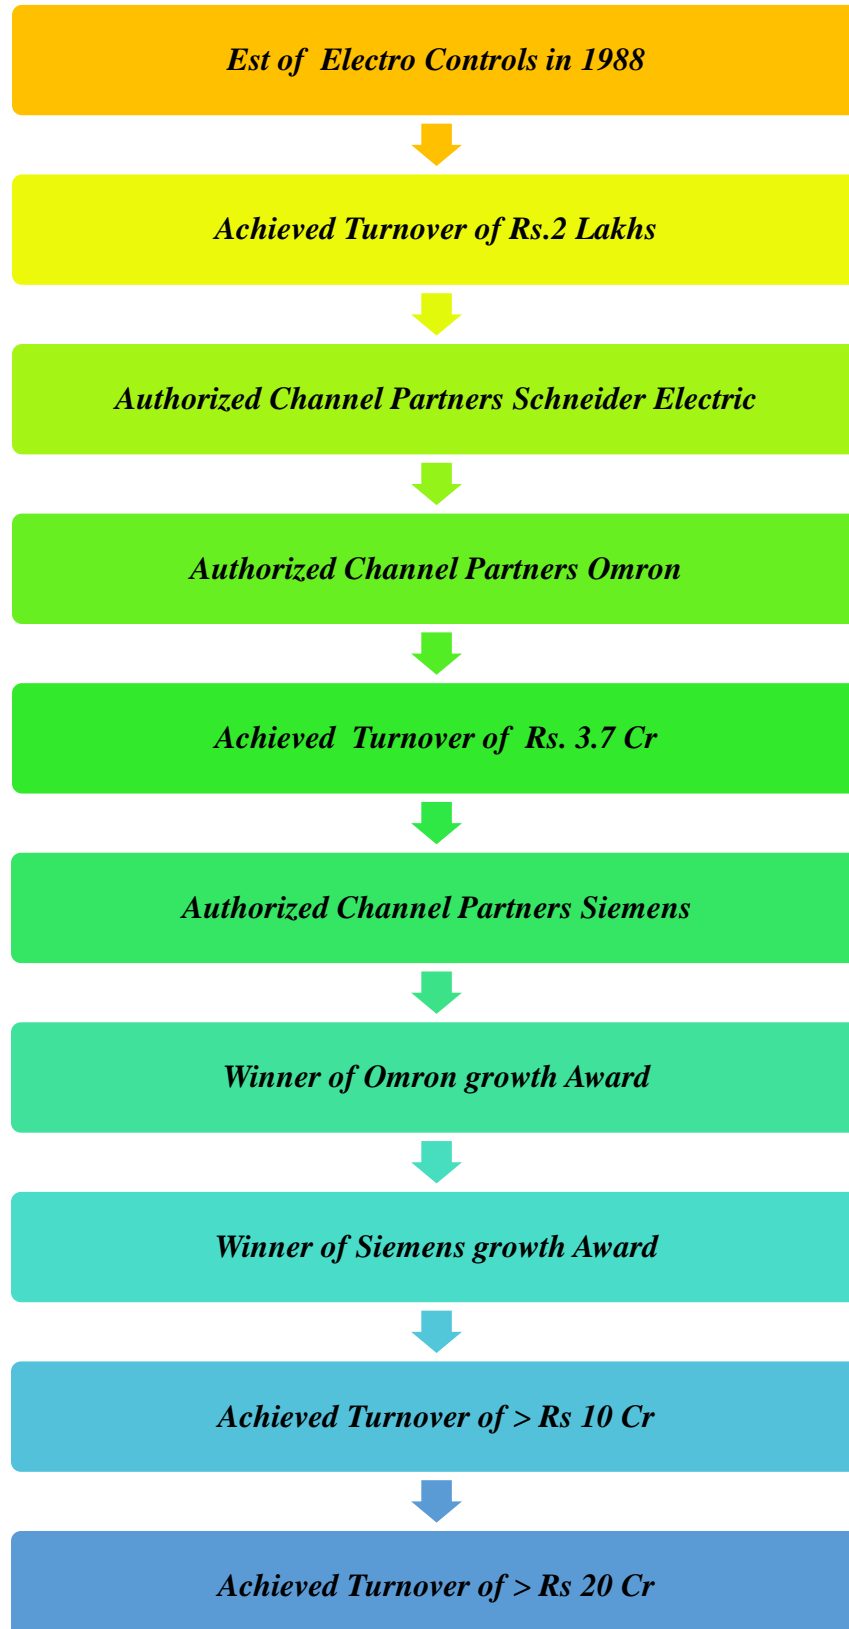 Est of Electro Controls in 1988
Achieved Turnover of Rs.2 Lakhs
Authorized Channel Partners Schneider Electric
Authorized Channel Partners Omron
Achieved Turnover of Rs. 3.7 Cr
Authorized Channel Partners Siemens
Winner of Omron growth Award
Winner of Siemens growth Award
Achieved Turnover of > Rs 10 Cr
Achieved Turnover of > Rs 20 Cr